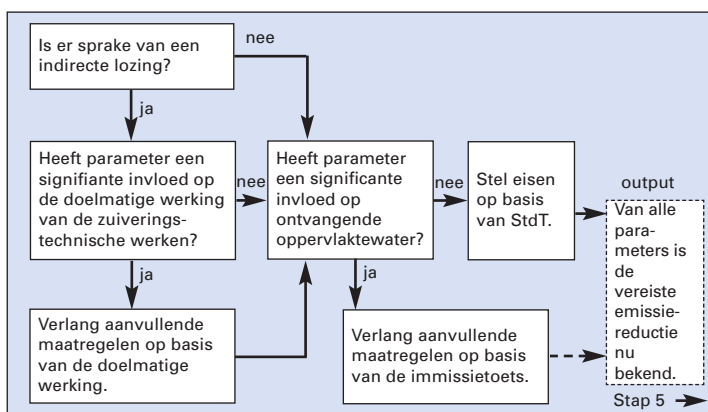 Is er sprake van een
indirecte lozing?
nee
ja
Heeft parameter een
signifiante invloed op
de doelmatige werking
van de zuiverings-
technische werken?
nee
Heeft parameter
een significante
invloed op
ontvangende
oppervlaktewater?
nee
Stel eisen
op basis
van StdT.
output
Van alle
para-
meters is
de
vereiste
emissie-
reductie
nu
bekend.
ja
ja
Verlang aanvullende
maatregelen op basis
van de doelmatige
werking.
Verlang aanvullende
maatregelen op basis
van de immissietoets.
Stap 5